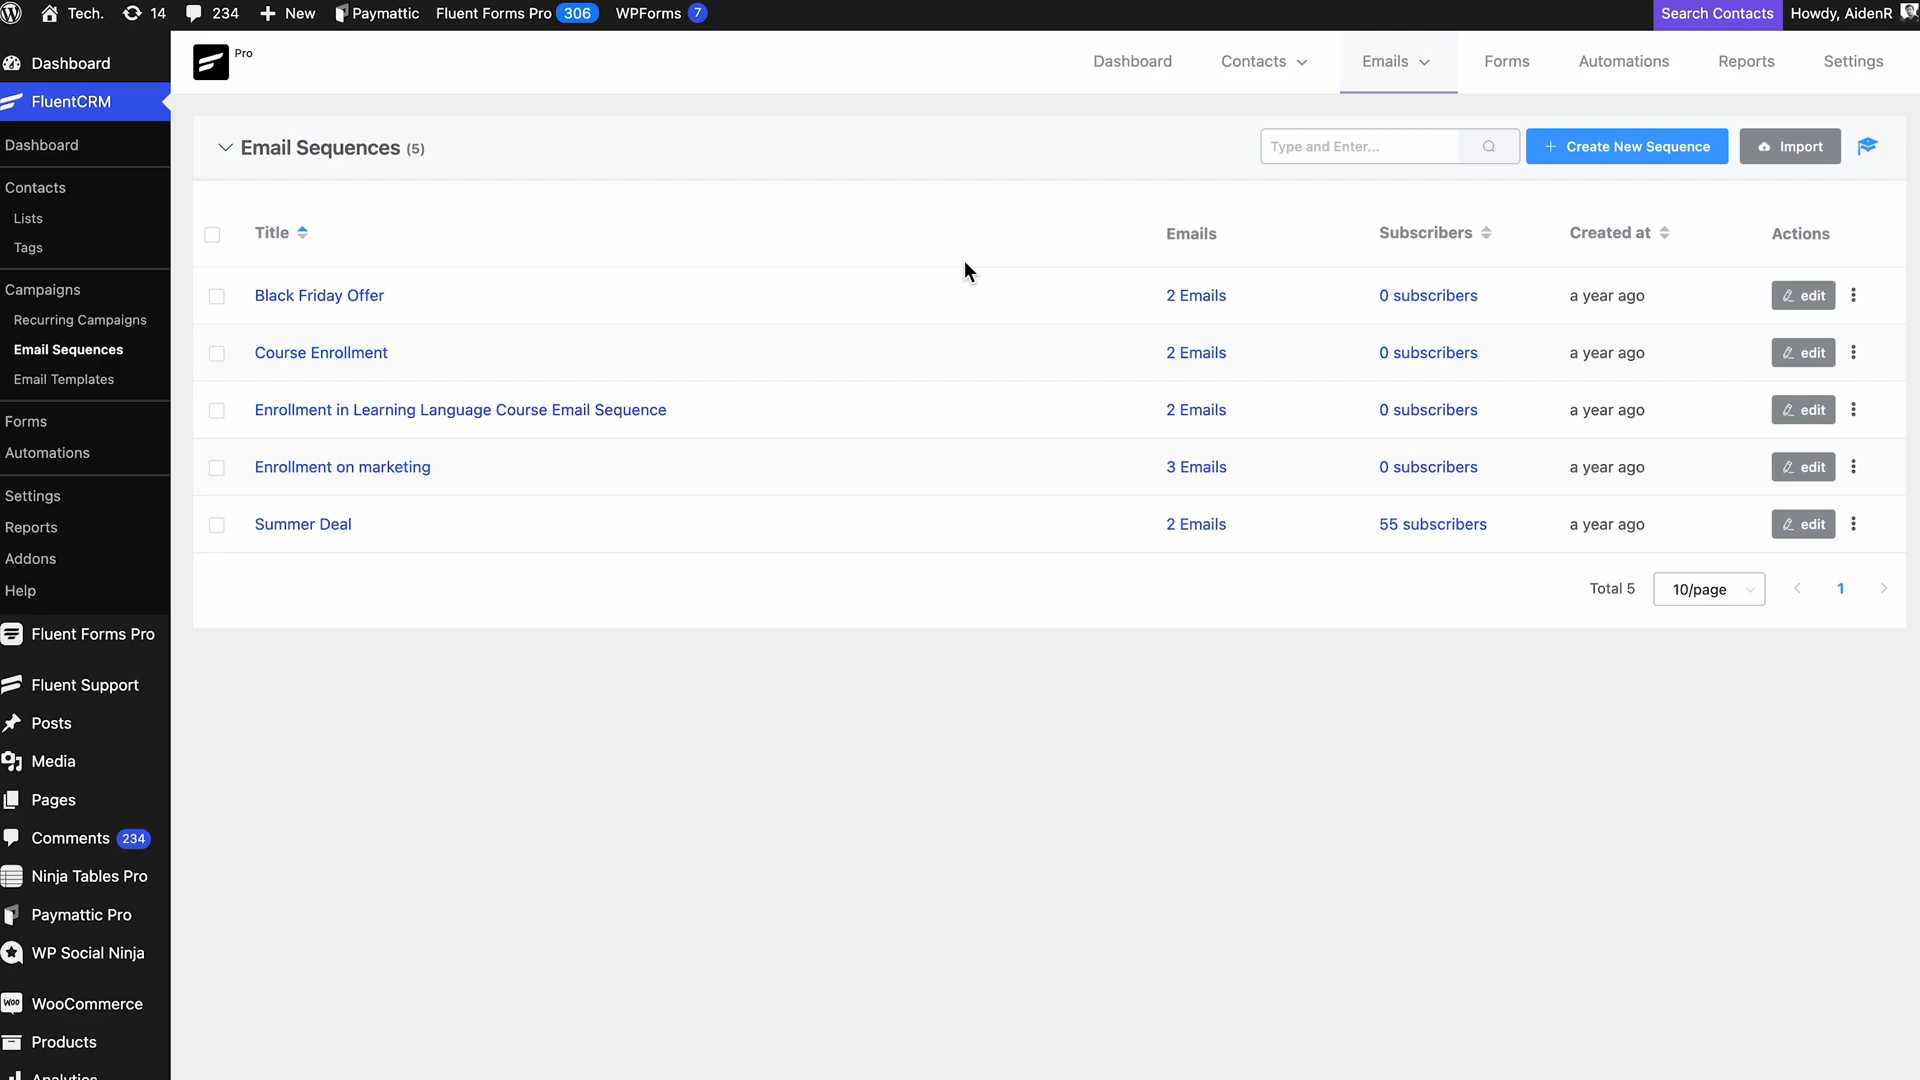 Tech. 14 234 New Paymattic Fluent Forms Pro 306 WPForms 7 Search Contacts Howdy, AidenR
Dashboard
FluentCRM
Dashboard
Contacts
Lists
Tags
Campaigns
Recurring Campaigns
Email Sequences
Email Templates
Forms
Automations
Settings
Reports
Addons
Help
Fluent Forms Pro
Fluent Support
Posts
Media
Pages
Comments 234
Ninja Tables Pro
Paymattic Pro
WP Social Ninja
WooCommerce
Products
Analytics
Pro Dashboard Contacts Emails Forms Automations Reports Settings
Email Sequences (5) Type and Enter... Create New Sequence Import
Title Emails Subscribers Created at Actions
Black Friday Offer 2 Emails 0 subscribers a year ago edit
Course Enrollment 2 Emails 0 subscribers a year ago edit
Enrollment in Learning Language Course Email Sequence 2 Emails 0 subscribers a year ago edit
Enrollment on marketing 3 Emails 0 subscribers a year ago edit
Summer Deal 2 Emails 55 subscribers a year ago edit
Total 5 10/page 1